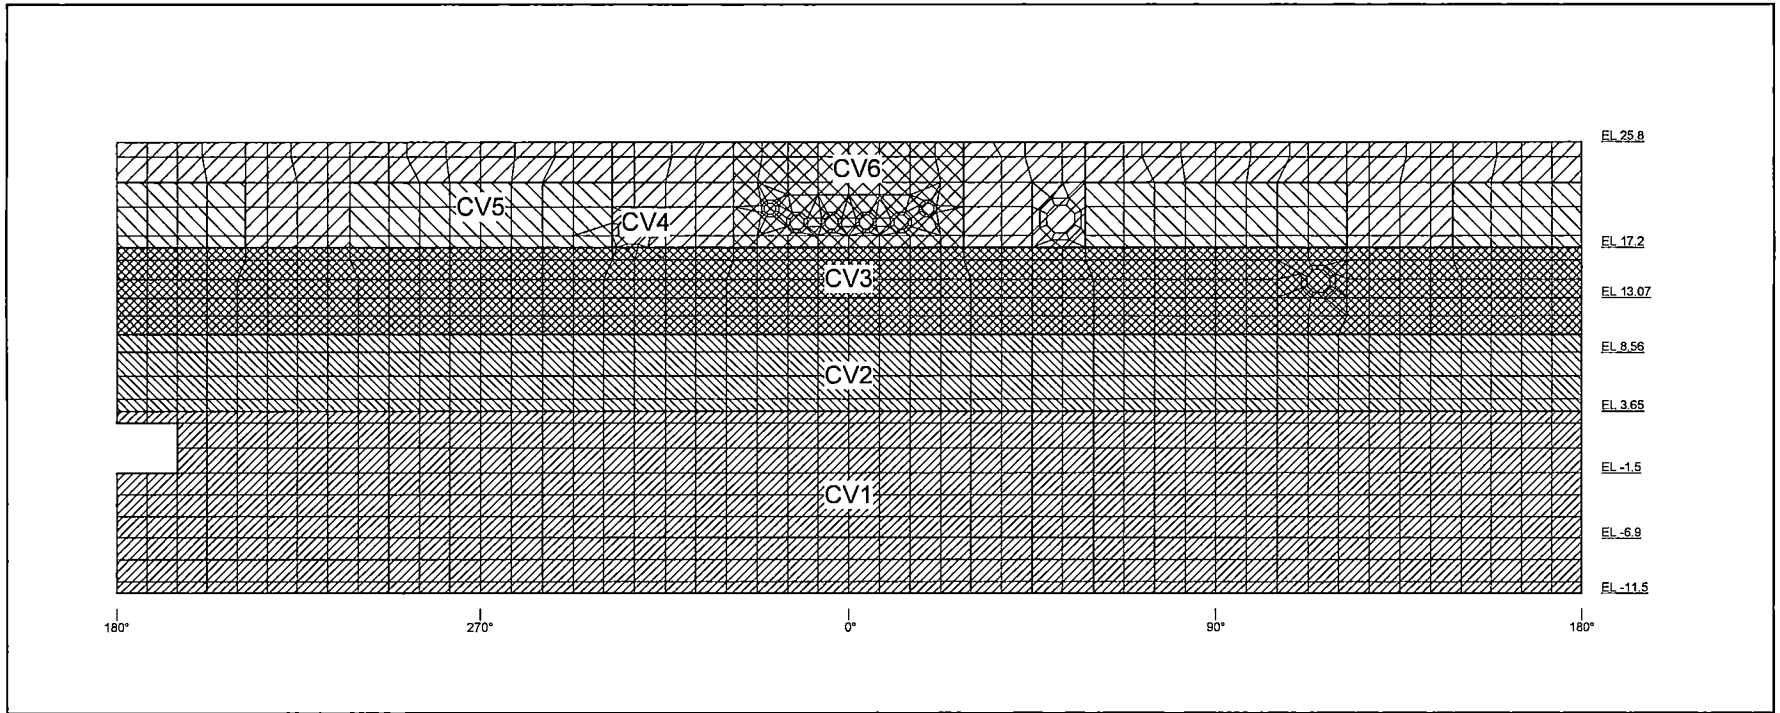 EL 25.8
CV6
CV5
CV4
EL 17.2
CV3
EL 13.07
EL 8,56
CV2
EL 3.65
EL -1.5
CV1
EL -6.9
EL -11.5
180° 270° 0° 90° 180°